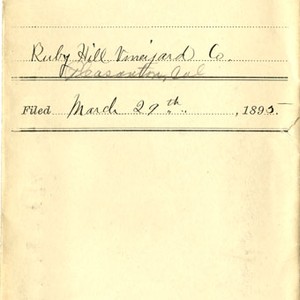 Ruby Hill Vineyard Co.
Pleasanton, Cal
Filed March 29th, 1895.